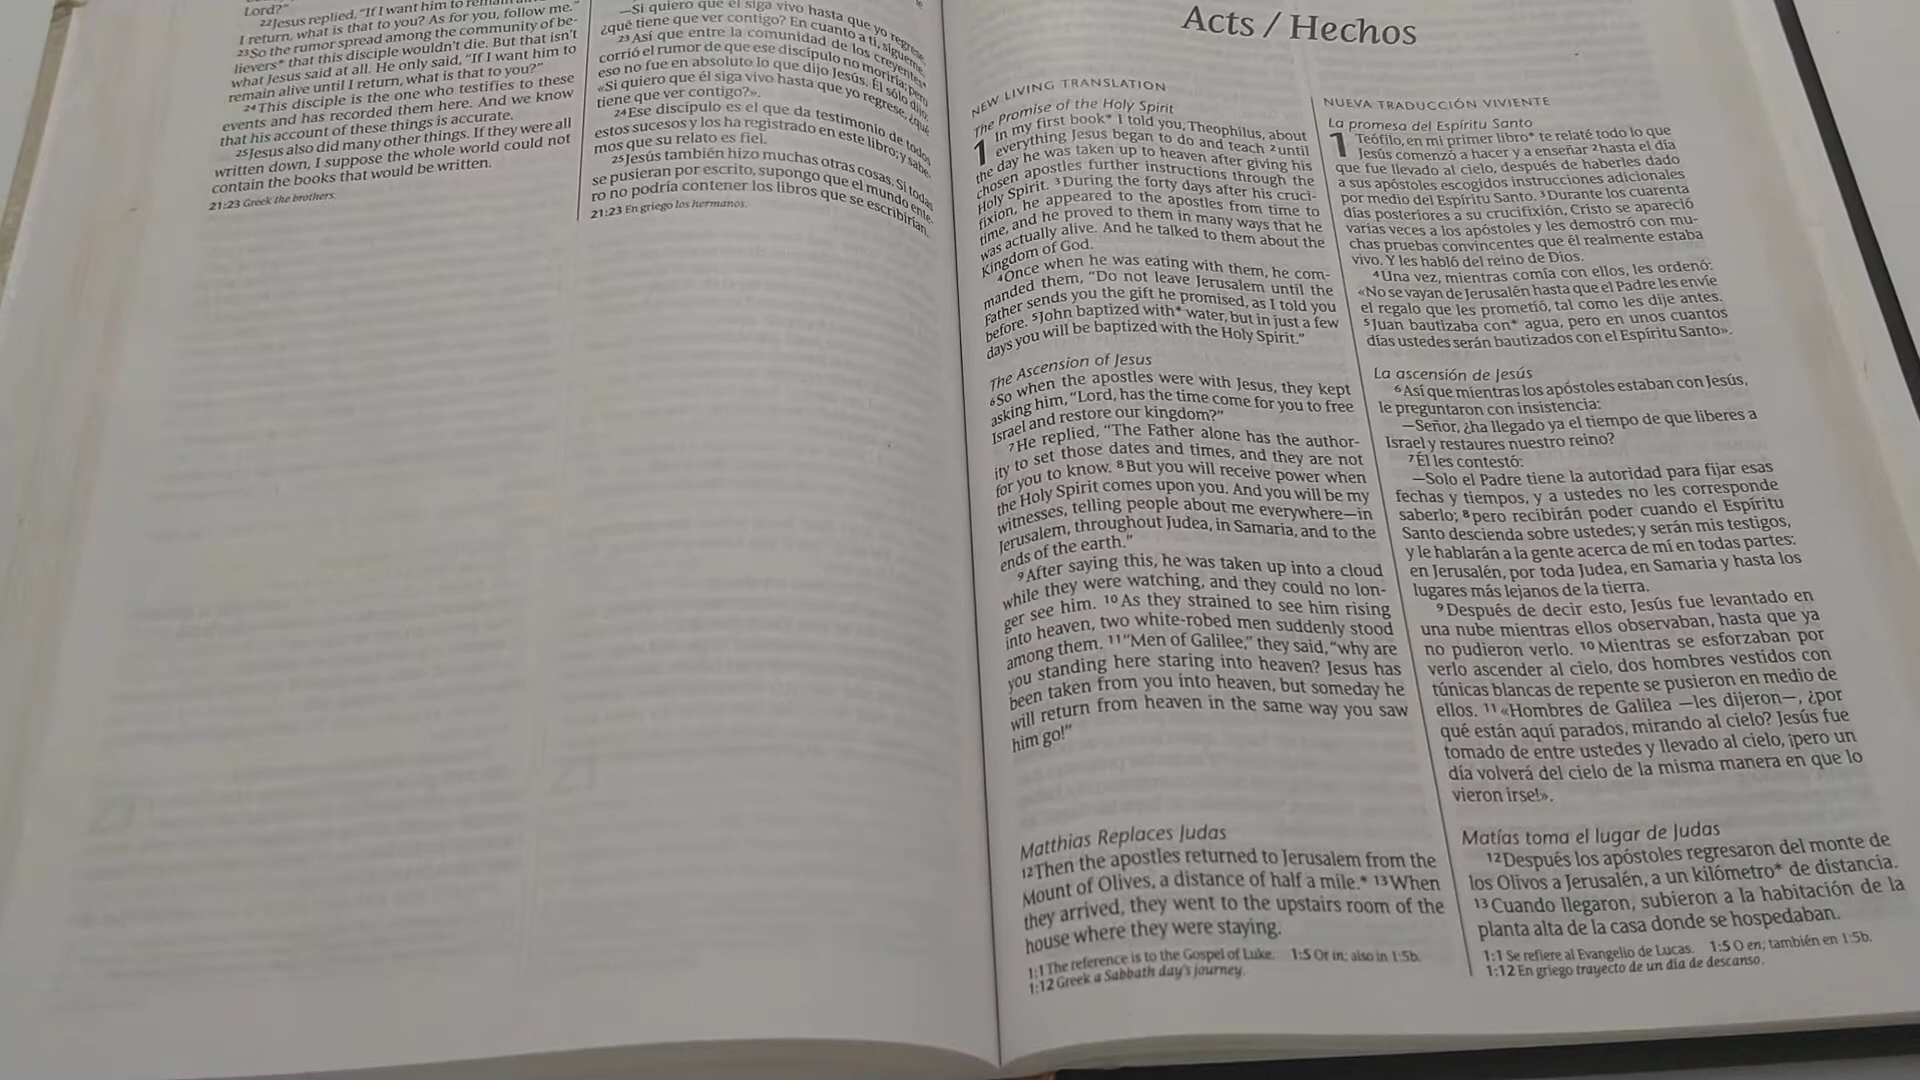 Lord?"
22Jesus replied, "If I want him to remain alive
I return, what is that to you? As for you, follow me."
23So the rumor spread among the community of be-
lievers* that this disciple wouldn't die. But that isn't
what Jesus said at all. He only said, "If I want him to
remain alive until I return, what is that to you?"
24This disciple is the one who testifies to these
events and has recorded them here. And we know
that his account of these things is accurate.
25Jesus also did many other things. If they were all
written down, I suppose the whole world could not
contain the books that would be written.
21:23 Greek the brothers.
—Si quiero que él siga vivo hasta que yo regrese,
¿qué tiene que ver contigo? En cuanto a ti, sígueme.
23Así que entre la comunidad de los creyentes*
corrió el rumor de que ese discípulo no moriría; pero
eso no fue en absoluto lo que dijo Jesús. Él sólo dijo:
«Si quiero que él siga vivo hasta que yo regrese, ¿qué
tiene que ver contigo?».
24Ese discípulo es el que da testimonio de todos
estos sucesos y los ha registrado en este libro; y sabe-
mos que su relato es fiel.
25Jesús también hizo muchas otras cosas. Si todas
se pusieran por escrito, supongo que el mundo ente-
ro no podría contener los libros que se escribirían.
21:23 En griego los hermanos.
Acts / Hechos
NEW LIVING TRANSLATION
The Promise of the Holy Spirit
1 In my first book* I told you, Theophilus, about
everything Jesus began to do and teach 2until
the day he was taken up to heaven after giving his
chosen apostles further instructions through the
Holy Spirit. 3During the forty days after his cruci-
fixion, he appeared to the apostles from time to
time, and he proved to them in many ways that he
was actually alive. And he talked to them about the
Kingdom of God.
4Once when he was eating with them, he com-
manded them, "Do not leave Jerusalem until the
Father sends you the gift he promised, as I told you
before. 5John baptized with* water, but in just a few
days you will be baptized with the Holy Spirit."
The Ascension of Jesus
6So when the apostles were with Jesus, they kept
asking him, "Lord, has the time come for you to free
Israel and restore our kingdom?"
7He replied, "The Father alone has the author-
ity to set those dates and times, and they are not
for you to know. 8But you will receive power when
the Holy Spirit comes upon you. And you will be my
witnesses, telling people about me everywhere—in
Jerusalem, throughout Judea, in Samaria, and to the
ends of the earth."
9After saying this, he was taken up into a cloud
while they were watching, and they could no lon-
ger see him. 10As they strained to see him rising
into heaven, two white-robed men suddenly stood
among them. 11"Men of Galilee," they said, "why are
you standing here staring into heaven? Jesus has
been taken from you into heaven, but someday he
will return from heaven in the same way you saw
him go!"
Matthias Replaces Judas
12Then the apostles returned to Jerusalem from the
Mount of Olives, a distance of half a mile.* 13When
they arrived, they went to the upstairs room of the
house where they were staying.
1:1 The reference is to the Gospel of Luke. 1:5 Or in; also in 1:5b.
1:12 Greek a Sabbath day's journey.
NUEVA TRADUCCIÓN VIVIENTE
La promesa del Espíritu Santo
1 Teófilo, en mi primer libro* te relaté todo lo que
Jesús comenzó a hacer y a enseñar 2hasta el día
que fue llevado al cielo, después de haberles dado
a sus apóstoles escogidos instrucciones adicionales
por medio del Espíritu Santo. 3Durante los cuarenta
días posteriores a su crucifixión, Cristo se apareció
varias veces a los apóstoles y les demostró con mu-
chas pruebas convincentes que él realmente estaba
vivo. Y les habló del reino de Dios.
4Una vez, mientras comía con ellos, les ordenó:
«No se vayan de Jerusalén hasta que el Padre les envíe
el regalo que les prometió, tal como les dije antes.
5Juan bautizaba con* agua, pero en unos cuantos
días ustedes serán bautizados con el Espíritu Santo».
La ascensión de Jesús
6Así que mientras los apóstoles estaban con Jesús,
le preguntaron con insistencia:
—Señor, ¿ha llegado ya el tiempo de que liberes a
Israel y restaures nuestro reino?
7Él les contestó:
—Solo el Padre tiene la autoridad para fijar esas
fechas y tiempos, y a ustedes no les corresponde
saberlo; 8pero recibirán poder cuando el Espíritu
Santo descienda sobre ustedes; y serán mis testigos,
y le hablarán a la gente acerca de mí en todas partes:
en Jerusalén, por toda Judea, en Samaria y hasta los
lugares más lejanos de la tierra.
9Después de decir esto, Jesús fue levantado en
una nube mientras ellos observaban, hasta que ya
no pudieron verlo. 10Mientras se esforzaban por
verlo ascender al cielo, dos hombres vestidos con
túnicas blancas de repente se pusieron en medio de
ellos. 11«Hombres de Galilea —les dijeron—, ¿por
qué están aquí parados, mirando al cielo? Jesús fue
tomado de entre ustedes y llevado al cielo, ¡pero un
día volverá del cielo de la misma manera en que lo
vieron irse!».
Matías toma el lugar de Judas
12Después los apóstoles regresaron del monte de
los Olivos a Jerusalén, a un kilómetro* de distancia.
13Cuando llegaron, subieron a la habitación de la
planta alta de la casa donde se hospedaban.
1:1 Se refiere al Evangelio de Lucas. 1:5 O en; también en 1:5b.
1:12 En griego trayecto de un día de descanso.